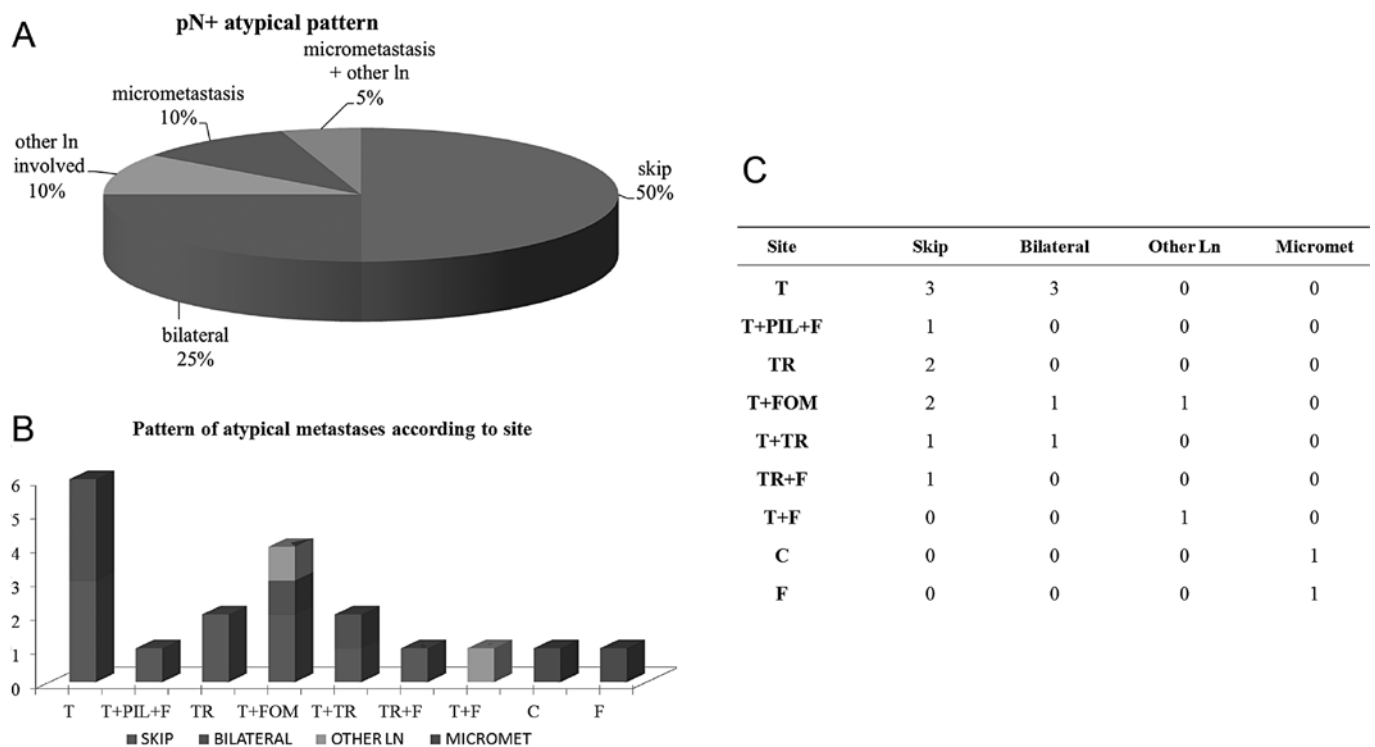 A
pN+ atypical pattern
micrometastasis
+ other ln
5%
micrometastasis
10%
other ln
involved
10%
skip
50%
bilateral
25%
B
Pattern of atypical metastases according to site
6
5
4
3
2
1
0
T T+PIL+F TR T+FOM T+TR TR+F T+F C F
SKIP BILATERAL OTHER LN MICROMET
C
Site Skip Bilateral Other Ln Micromet
T 3 3 0 0
T+PIL+F 1 0 0 0
TR 2 0 0 0
T+FOM 2 1 1 0
T+TR 1 1 0 0
TR+F 1 0 0 0
T+F 0 0 1 0
C 0 0 0 1
F 0 0 0 1